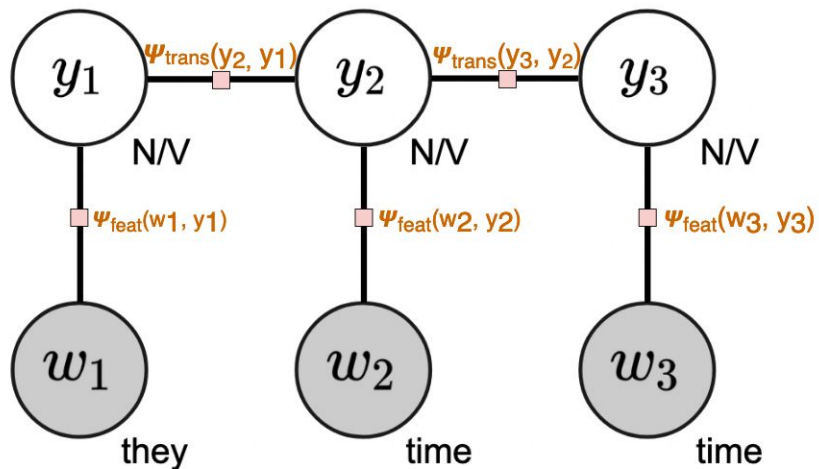 Ψtrans(y2, y1) Ψtrans(y3, y2)
y1 y2 y3
N/V N/V N/V
Ψfeat(w1, y1) Ψfeat(w2, y2) Ψfeat(w3, y3)
w1 w2 w3
they time time